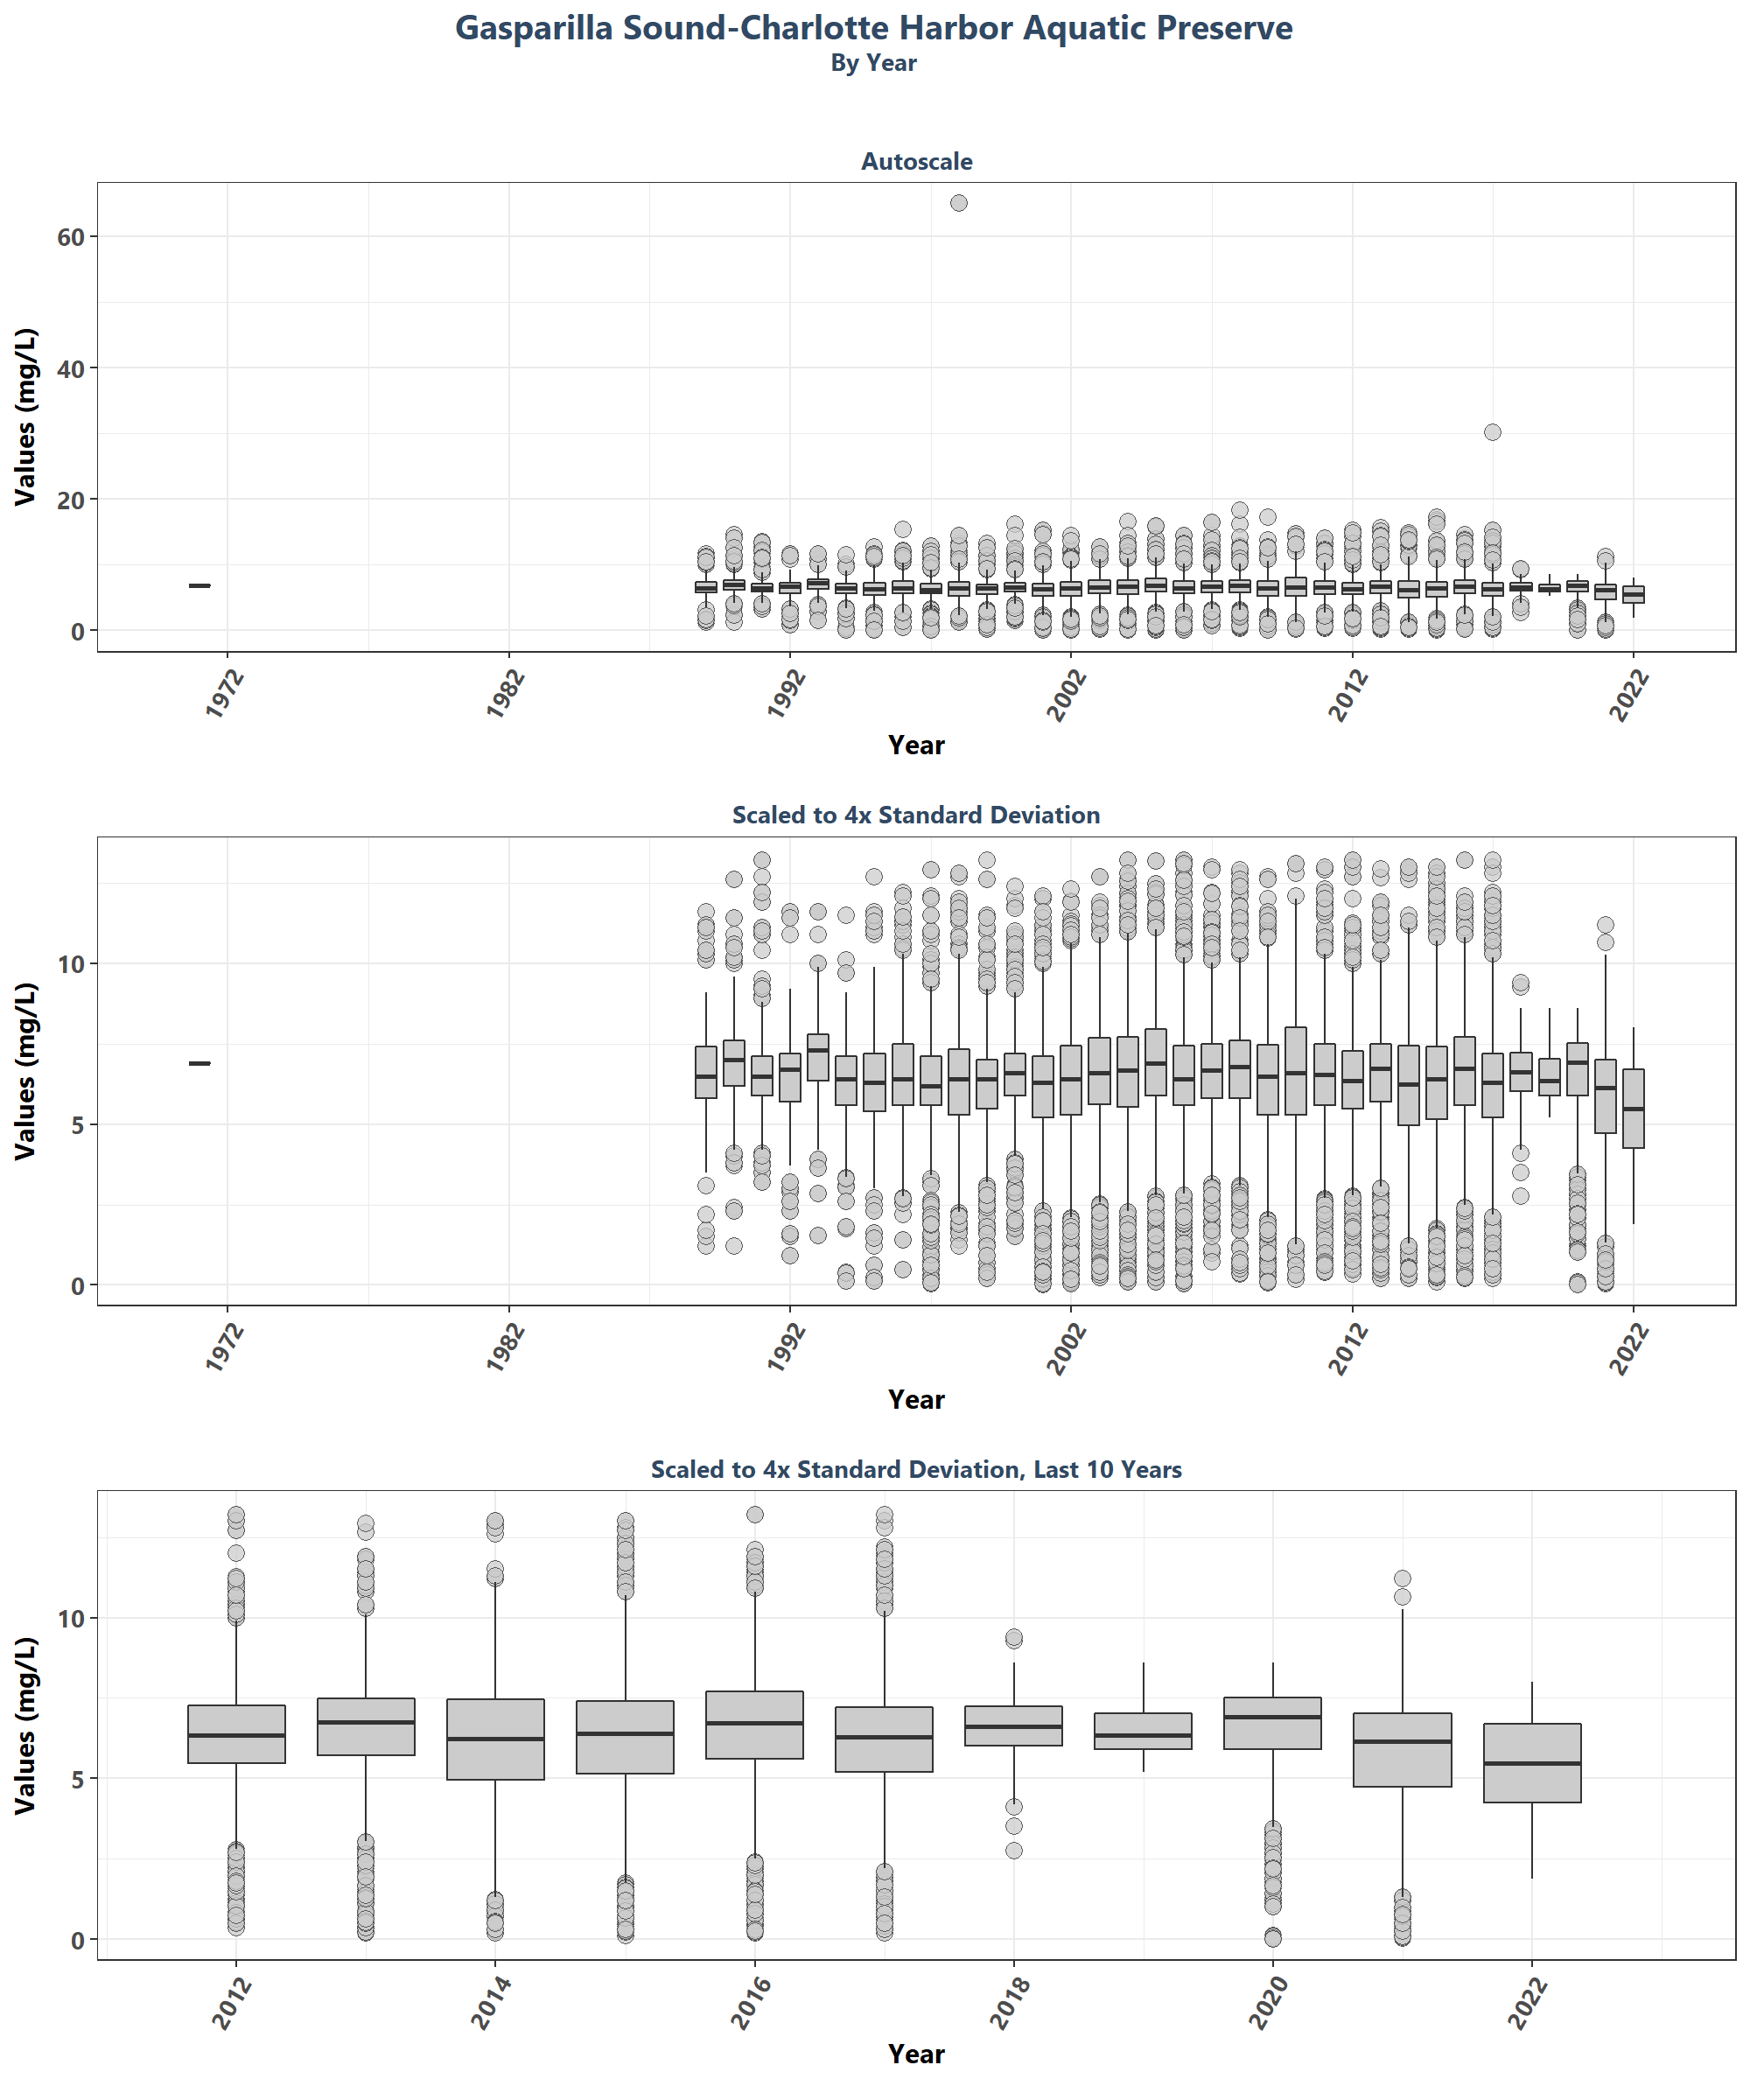 Gasparilla Sound-Charlotte Harbor Aquatic Preserve
By Year
Autoscale
Values (mg/L)
60
40
20
0
1972 1982 1992 2002 2012 2022
Year
Scaled to 4x Standard Deviation
Values (mg/L)
10
5
0
1972 1982 1992 2002 2012 2022
Year
Scaled to 4x Standard Deviation, Last 10 Years
Values (mg/L)
10
5
0
2012 2014 2016 2018 2020 2022
Year